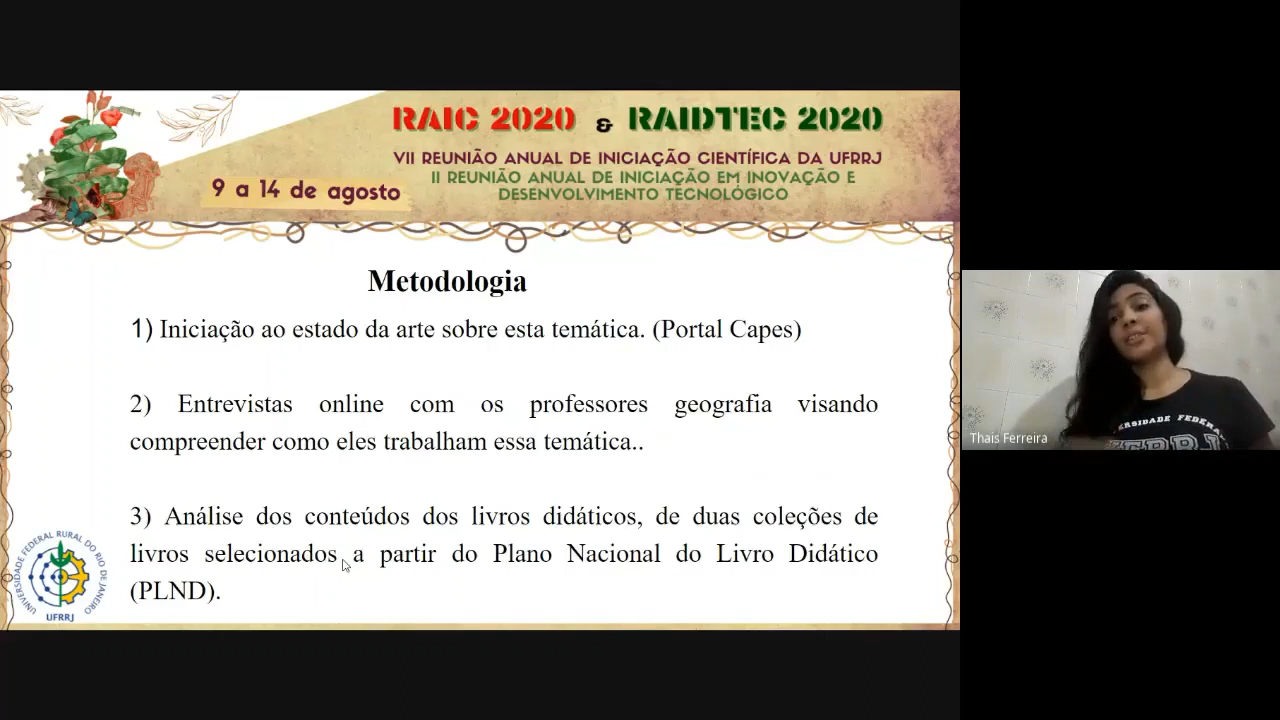 RAIC 2020 & RAIDTEC 2020
VII REUNIÃO ANUAL DE INICIAÇÃO CIENTÍFICA DA UFRRJ
II REUNIÃO ANUAL DE INICIAÇÃO EM INOVAÇÃO E
DESENVOLVIMENTO TECNOLÓGICO
9 a 14 de agosto
Metodologia
1) Iniciação ao estado da arte sobre esta temática. (Portal Capes)
2) Entrevistas online com os professores geografia visando
compreender como eles trabalham essa temática..
3) Análise dos conteúdos dos livros didáticos, de duas coleções de
livros selecionados a partir do Plano Nacional do Livro Didático
(PLND).
UNIVERSIDADE FEDERAL RURAL DO RIO DE JANEIRO
UFRRJ
Thais Ferreira